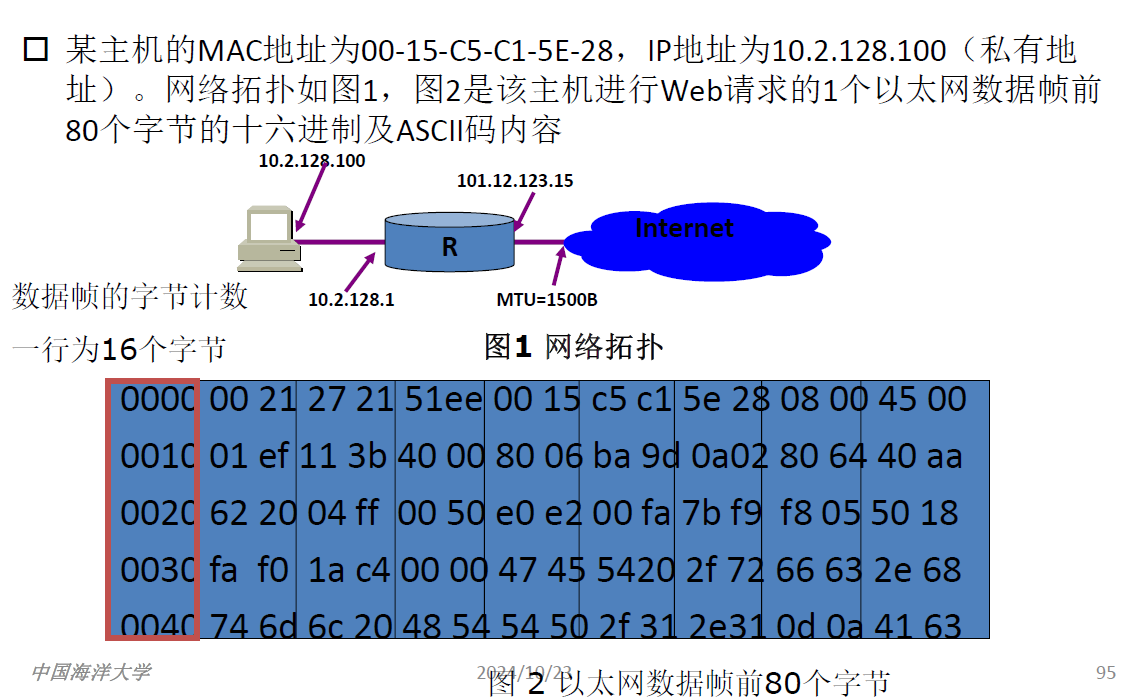 某主机的MAC地址为00-15-C5-C1-5E-28，IP地址为10.2.128.100（私有地
址）。网络拓扑如图1，图2是该主机进行Web请求的1个以太网数据帧前
80个字节的十六进制及ASCII码内容
10.2.128.100
101.12.123.15
R
Internet
数据帧的字节计数
10.2.128.1
MTU=1500B
一行为16个字节
图1 网络拓扑
0000 00 21 27 21 51ee 00 15 c5 c1 5e 28 08 00 45 00
0010 01 ef 11 3b 40 00 80 06 ba 9d 0a02 80 64 40 aa
0020 62 20 04 ff 00 50 e0 e2 00 fa 7b f9 f8 05 50 18
0030 fa f0 1a c4 00 00 47 45 5420 2f 72 66 63 2e 68
0040 74 6d 6c 20 48 54 54 50 2f 31 2e31 0d 0a 41 63
中国海洋大学
2024/10/23
95
图 2 以太网数据帧前80个字节